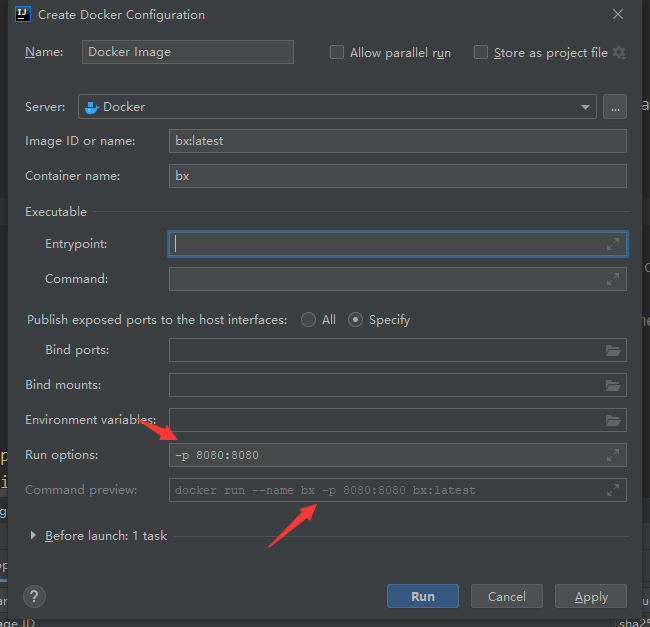 Create Docker Configuration
Name: Docker Image Allow parallel run Store as project file
Server: Docker ...
Image ID or name: bx:latest
Container name: bx
Executable
Entrypoint:
Command:
Publish exposed ports to the host interfaces: All Specify
Bind ports:
Bind mounts:
Environment variables:
Run options: -p 8080:8080
Command preview: docker run --name bx -p 8080:8080 bx:latest
Before launch: 1 task
? Run Cancel Apply